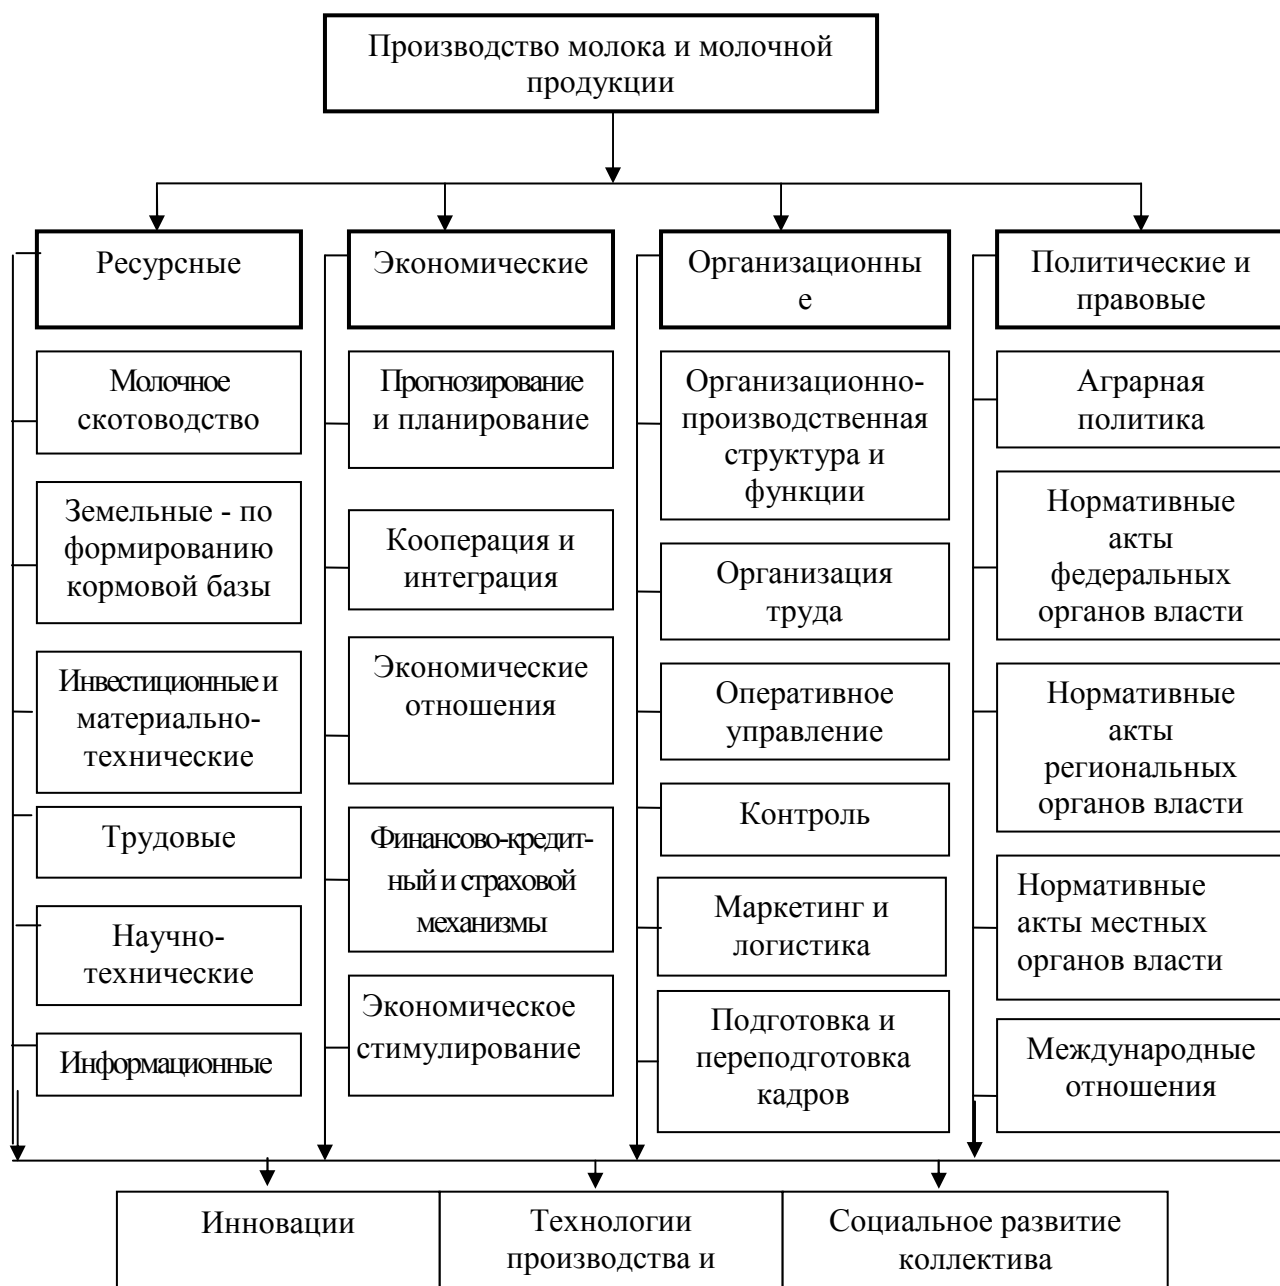 Производство молока и молочной
продукции
Ресурсные
Экономические
Организационны
е
Политические и
правовые
Молочное
скотоводство
Земельные - по
формированию
кормовой базы
Инвестиционные и
материально-
технические
Трудовые
Научно-
технические
Информационные
Прогнозирование
и планирование
Кооперация и
интеграция
Экономические
отношения
Финансово-кредит-
ный и страховой
механизмы
Экономическое
стимулирование
Организационно-
производственная
структура и
функции
Организация
труда
Оперативное
управление
Контроль
Маркетинг и
логистика
Подготовка и
переподготовка
кадров
Аграрная
политика
Нормативные
акты
федеральных
органов власти
Нормативные
акты
региональных
органов власти
Нормативные
акты местных
органов власти
Международные
отношения
Инновации
Технологии
производства и
Социальное развитие
коллектива